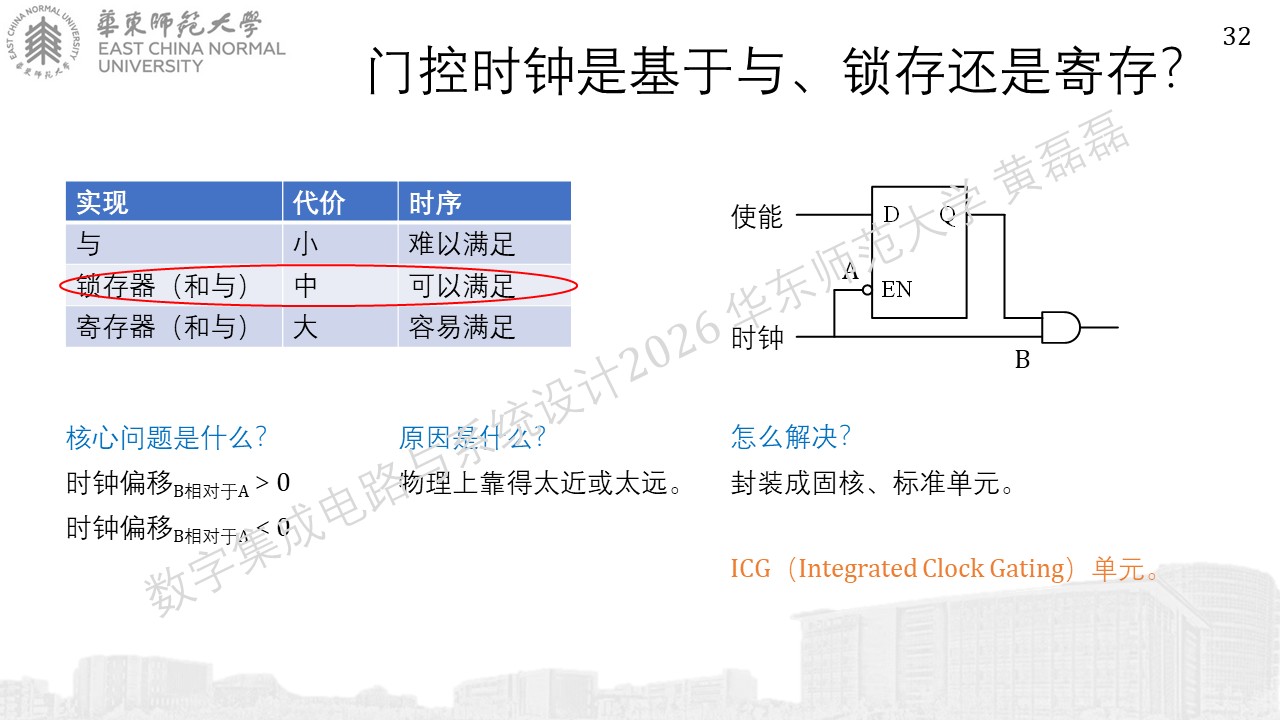 華東師范大學
EAST CHINA NORMAL
UNIVERSITY
32
门控时钟是基于与、锁存还是寄存？
实现 代价 时序
与 小 难以满足
锁存器（和与） 中 可以满足
寄存器（和与） 大 容易满足
使能
D
Q
A
EN
时钟
B
核心问题是什么？
时钟偏移B相对于A > 0
时钟偏移B相对于A < 0
原因是什么？
物理上靠得太近或太远。
怎么解决？
封装成固核、标准单元。
ICG（Integrated Clock Gating）单元。
数字集成电路与系统设计2026 华东师范大学 黄磊磊